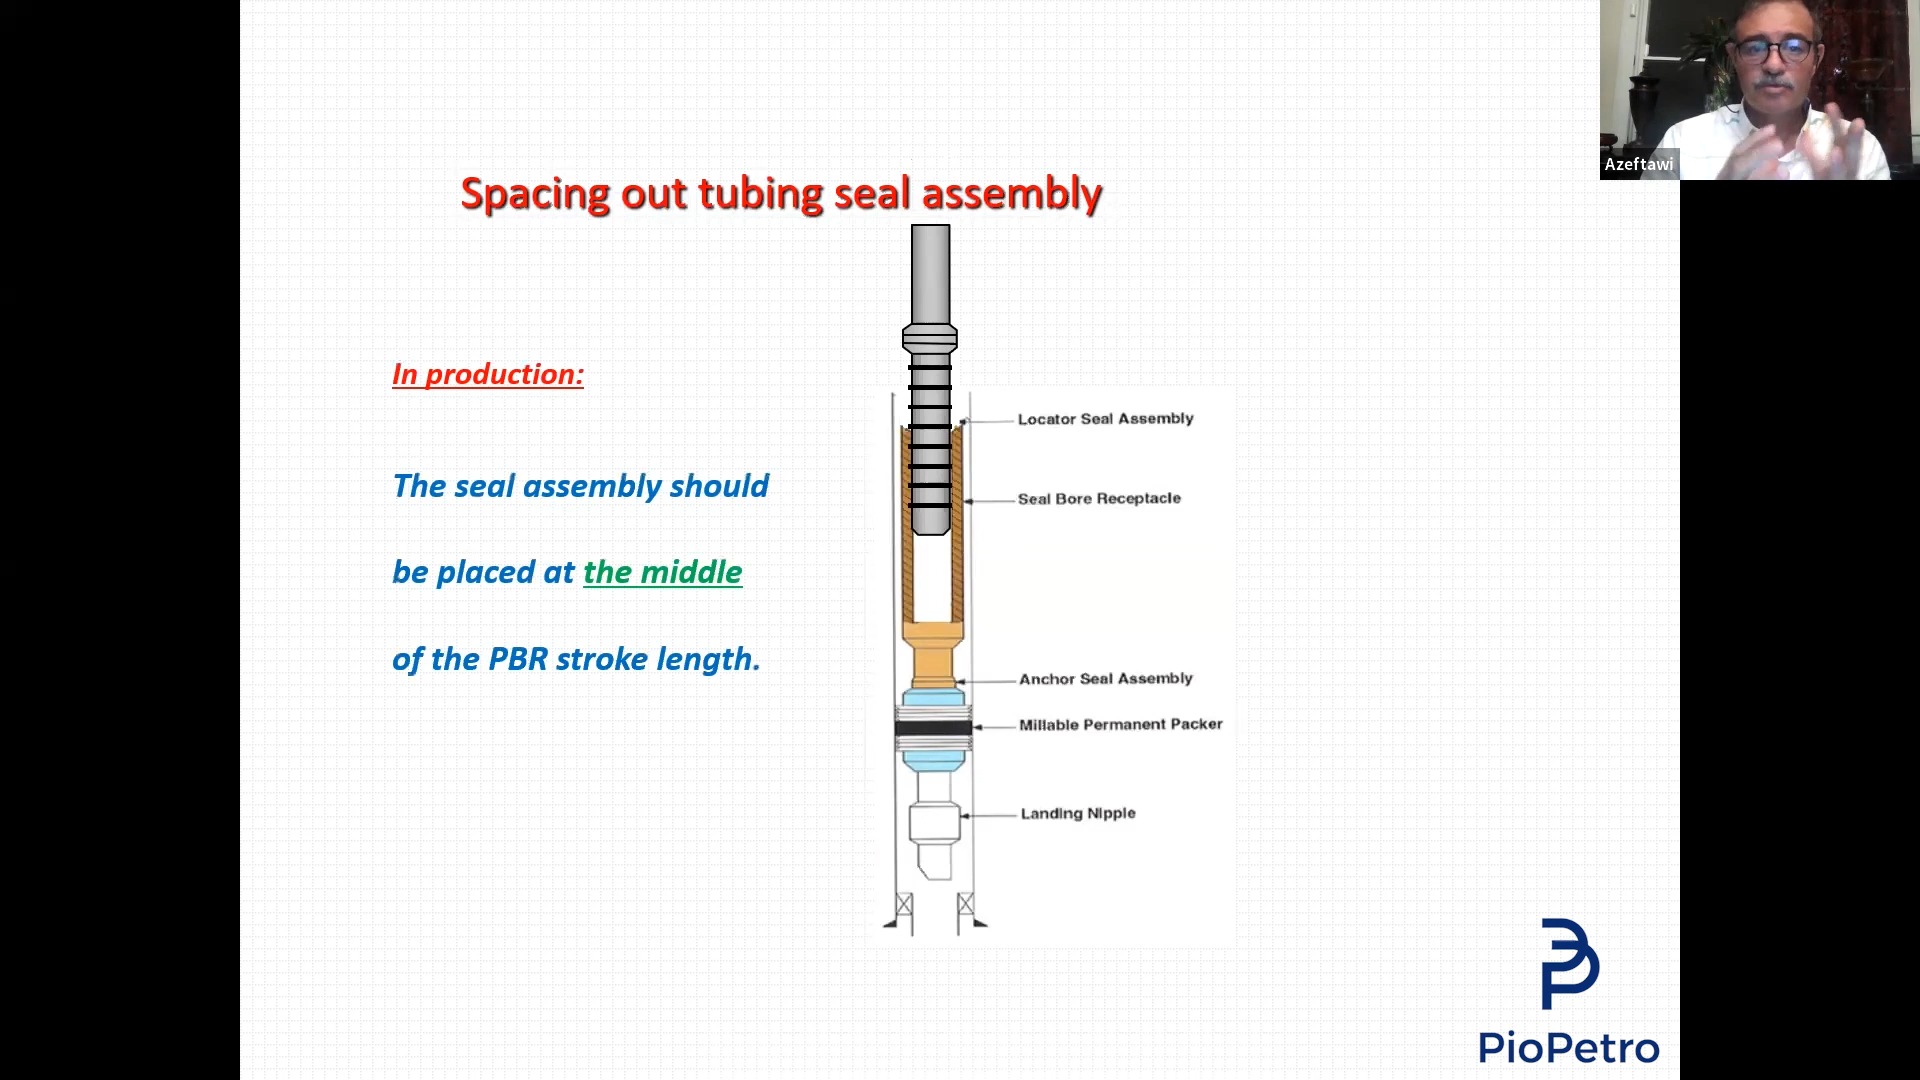 Azeftawi
Spacing out tubing seal assembly
In production:
The seal assembly should
be placed at the middle
of the PBR stroke length.
Locator Seal Assembly
Seal Bore Receptacle
Anchor Seal Assembly
Millable Permanent Packer
Landing Nipple
PioPetro